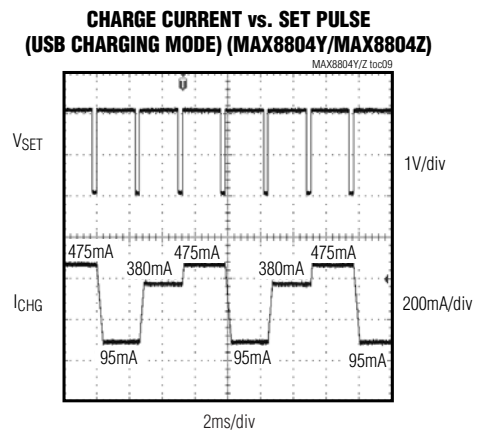 CHARGE CURRENT vs. SET PULSE
(USB CHARGING MODE) (MAX8804Y/MAX8804Z)
MAX8804Y/Z toc09
T
VSET
1V/div
475mA
380mA
475mA
380mA
475mA
ICHG
200mA/div
95mA
95mA
95mA
2ms/div